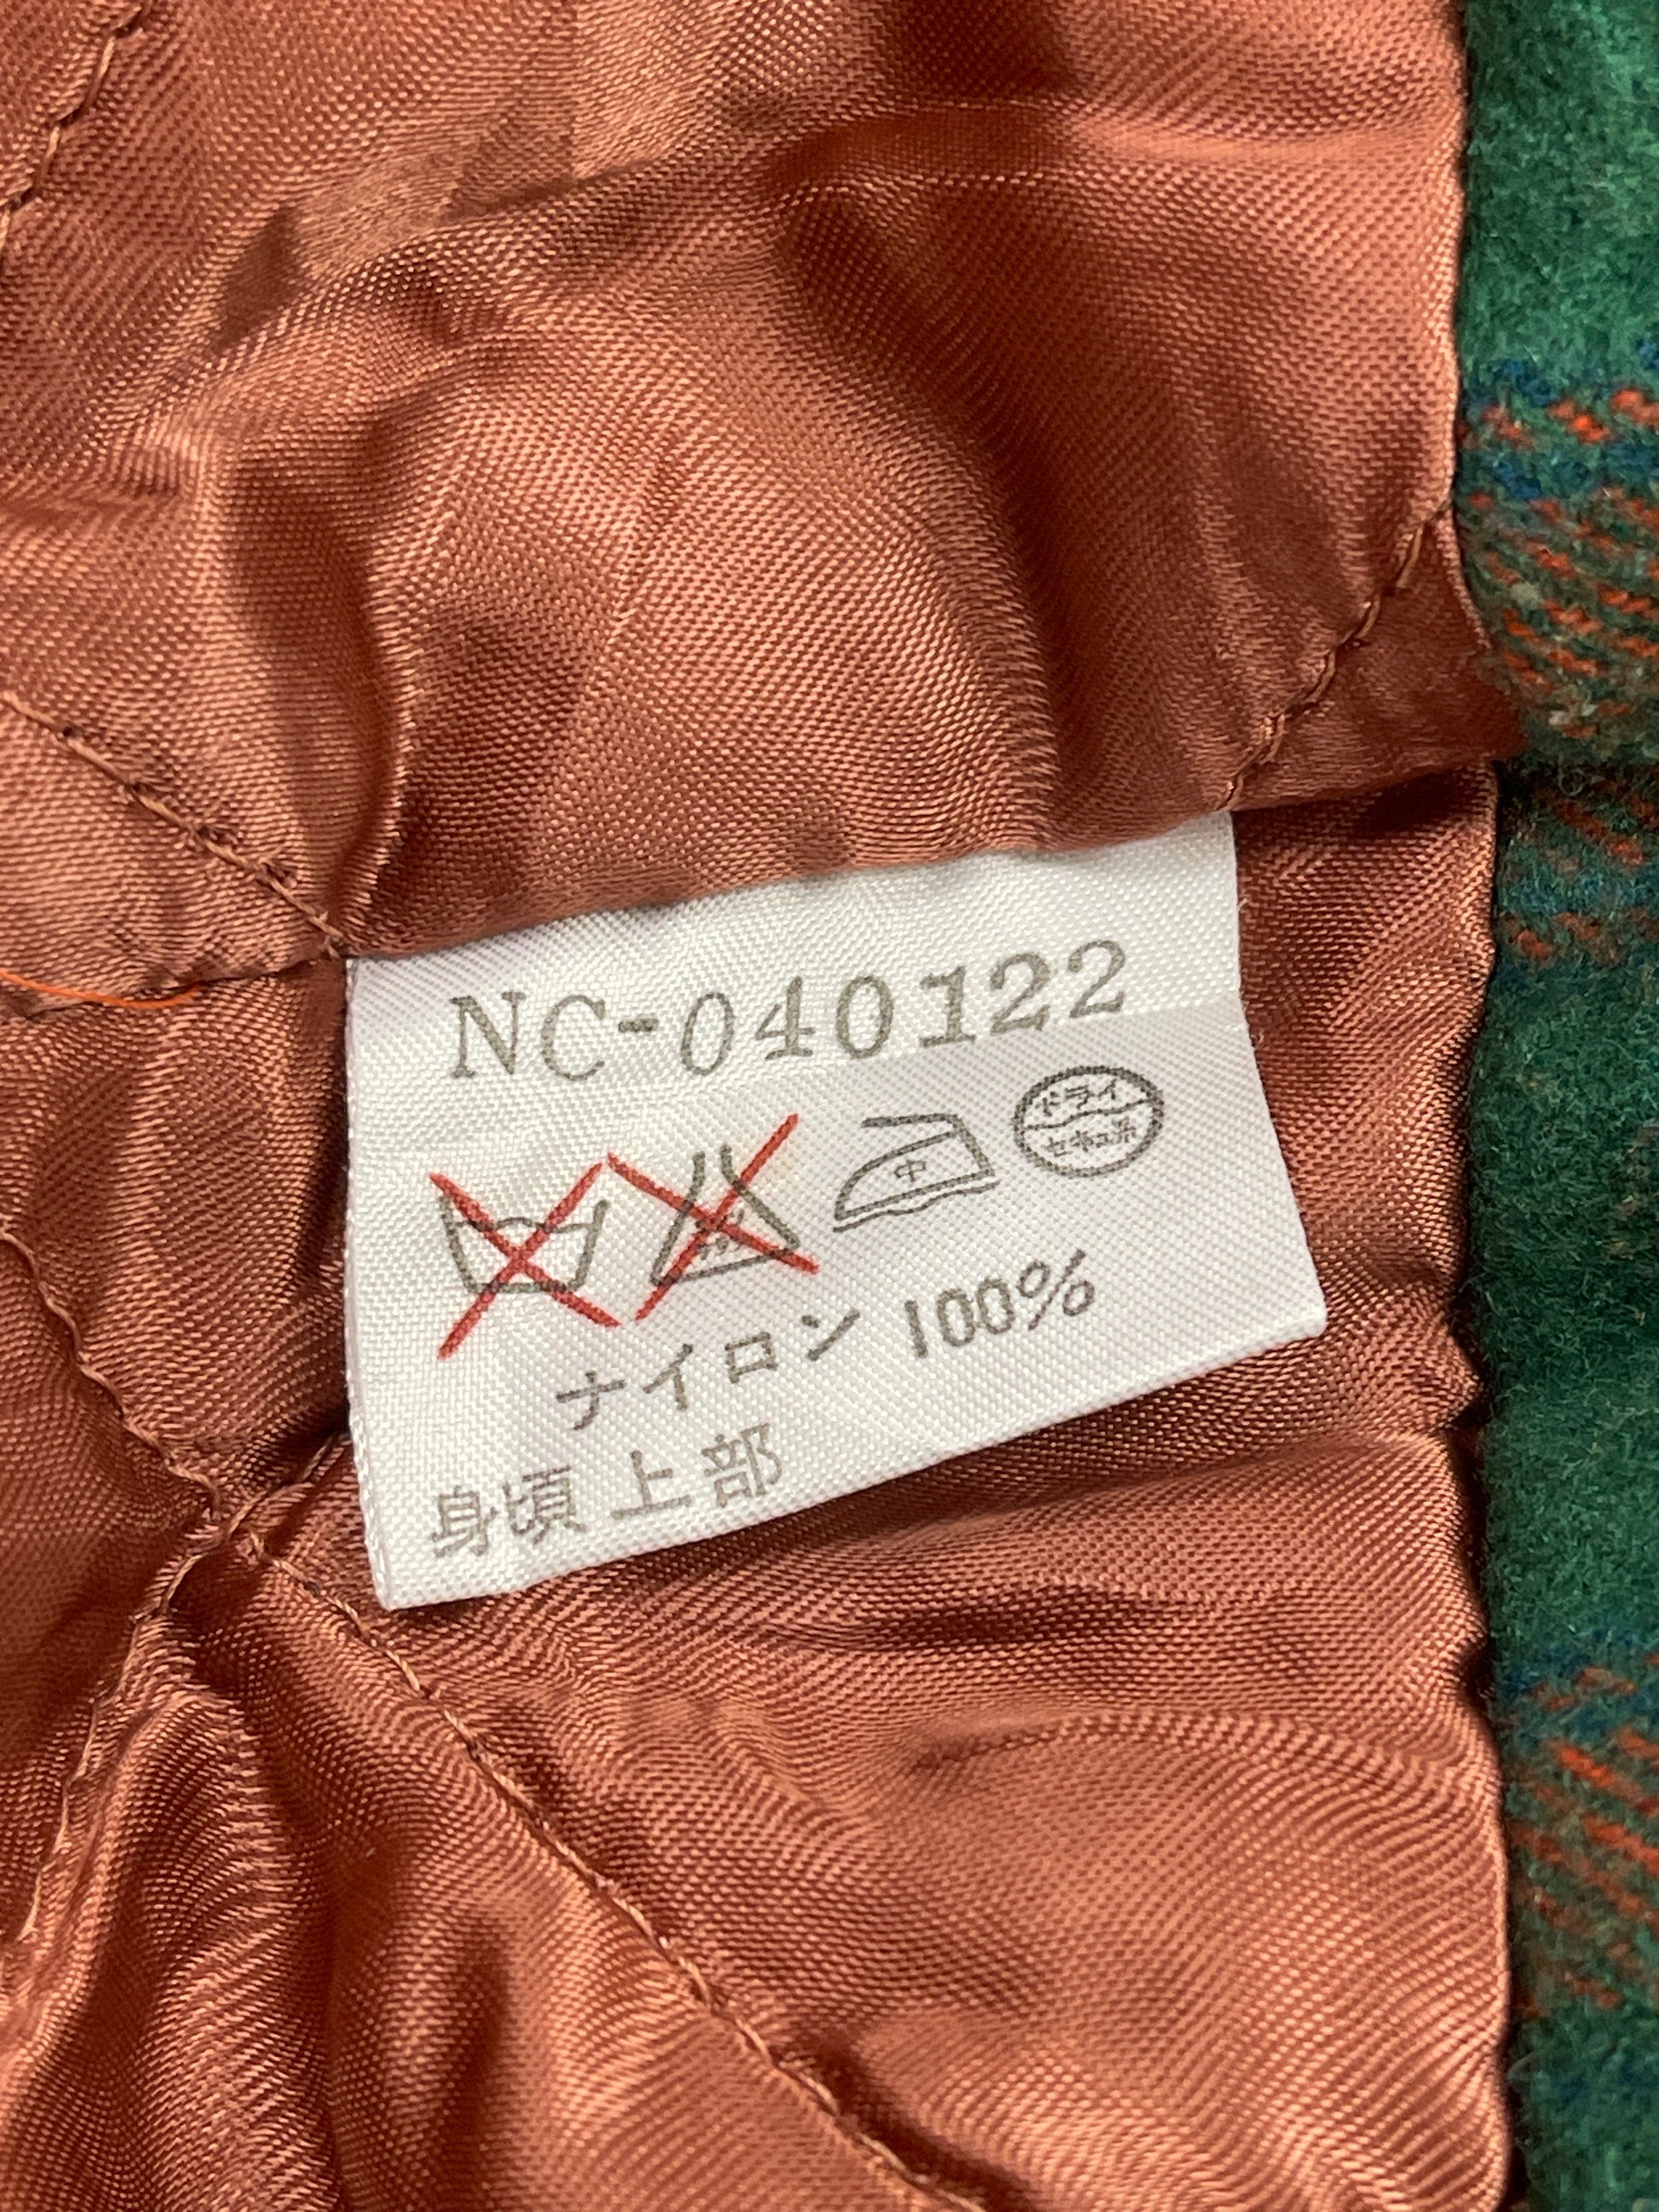 NC-040122
中 ドライ
セキユ系
ナイロン 100%
身頃 上部